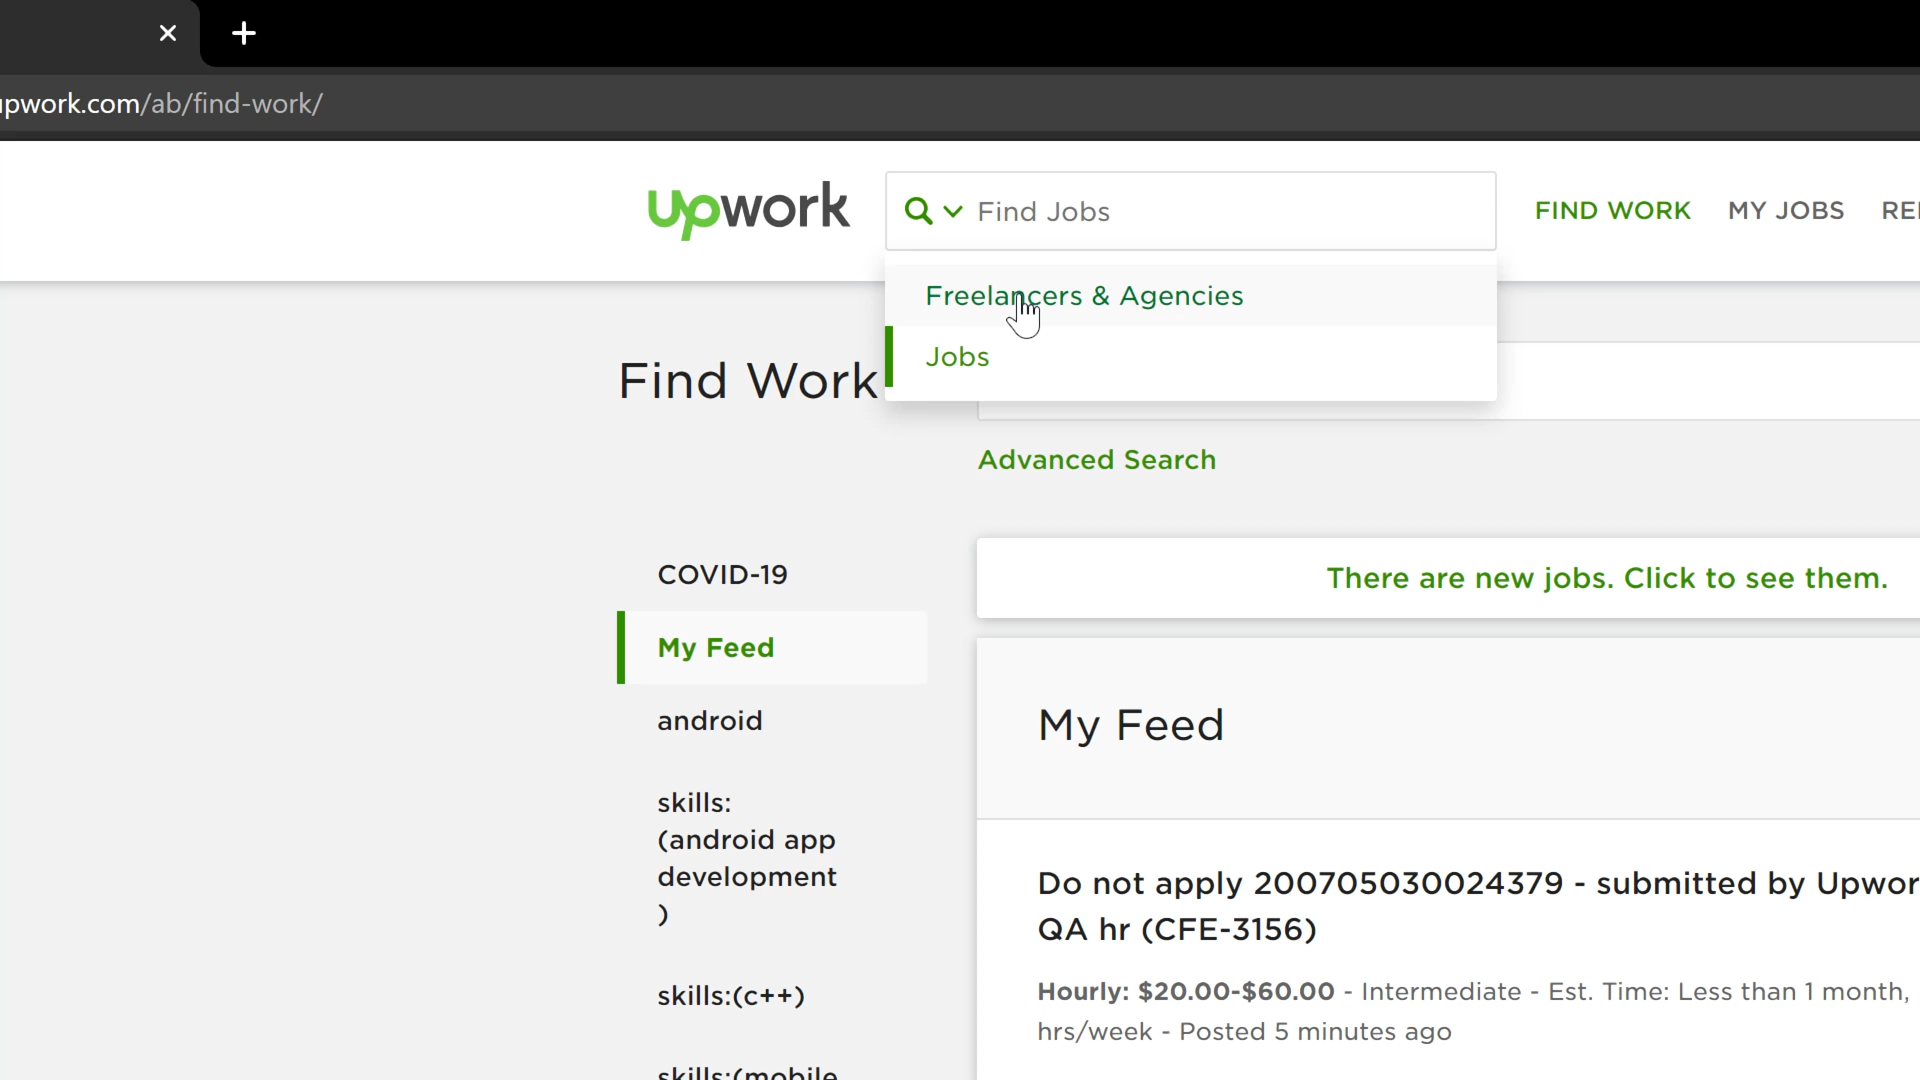 pwork.com/ab/find-work/
upwork
Find Jobs
FIND WORK
MY JOBS
Freelancers & Agencies
Jobs
Find Work
Advanced Search
COVID-19
My Feed
android
skills:
(android app
development
)
skills:(c++)
skills:(mobile
There are new jobs. Click to see them.
My Feed
Do not apply 200705030024379 - submitted by Upwor
QA hr (CFE-3156)
Hourly: $20.00-$60.00 - Intermediate - Est. Time: Less than 1 month,
hrs/week - Posted 5 minutes ago